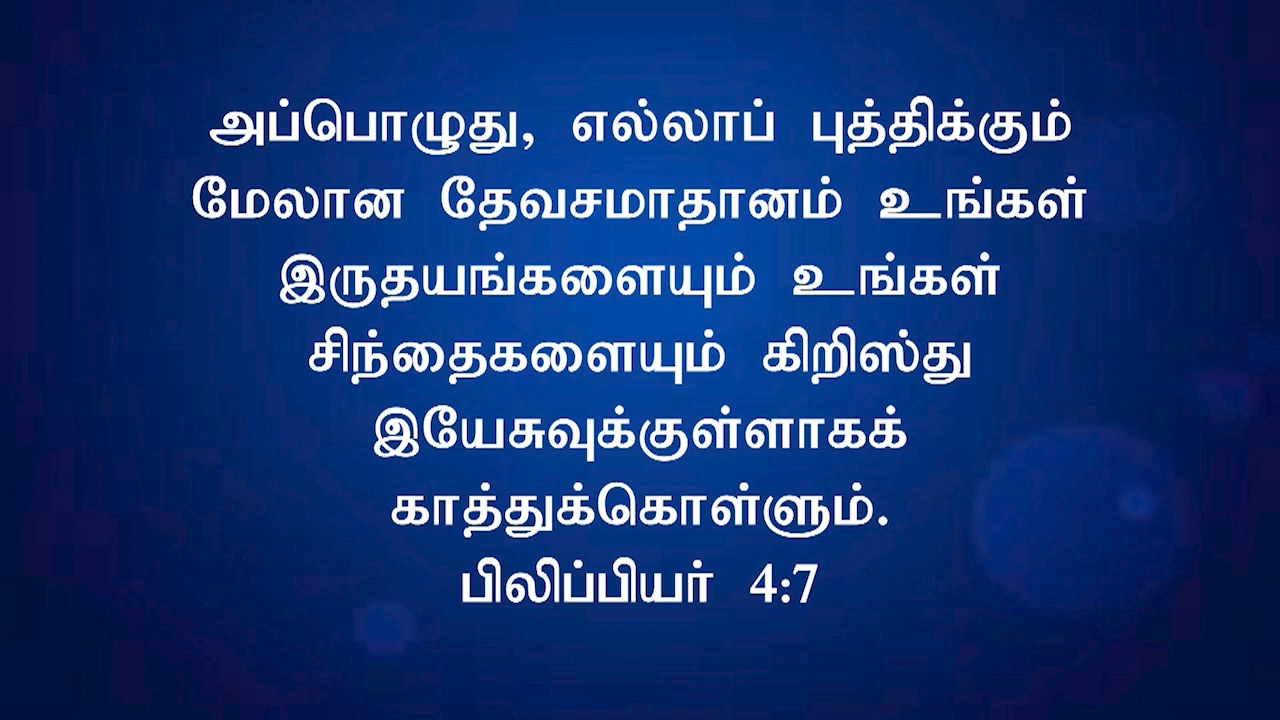 அப்பொழுது, எல்லாப் புத்திக்கும்
மேலான தேவசமாதானம் உங்கள்
இருதயங்களையும் உங்கள்
சிந்தைகளையும் கிறிஸ்து
இயேசுவுக்குள்ளாகக்
காத்துக்கொள்ளும்.
பிலிப்பியர் 4:7